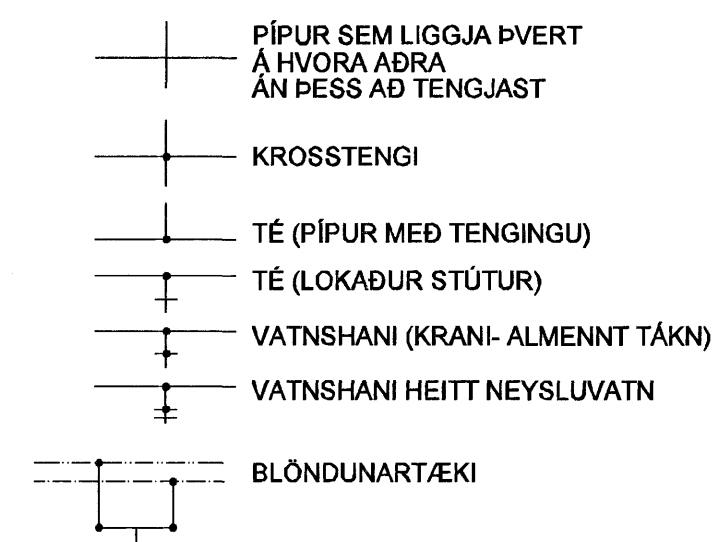 PÍPUR SEM LIGGJA ÞVERT
Á HVORA AÐRA
ÁN ÞESS AÐ TENGJAST
KROSSTENGI
TÉ (PÍPUR MEÐ TENGINGU)
TÉ (LOKAÐUR STÚTUR)
VATNSHANI (KRANI- ALMENNT TÁKN)
VATNSHANI HEITT NEYSLUVATN
BLÖNDUNARTÆKI